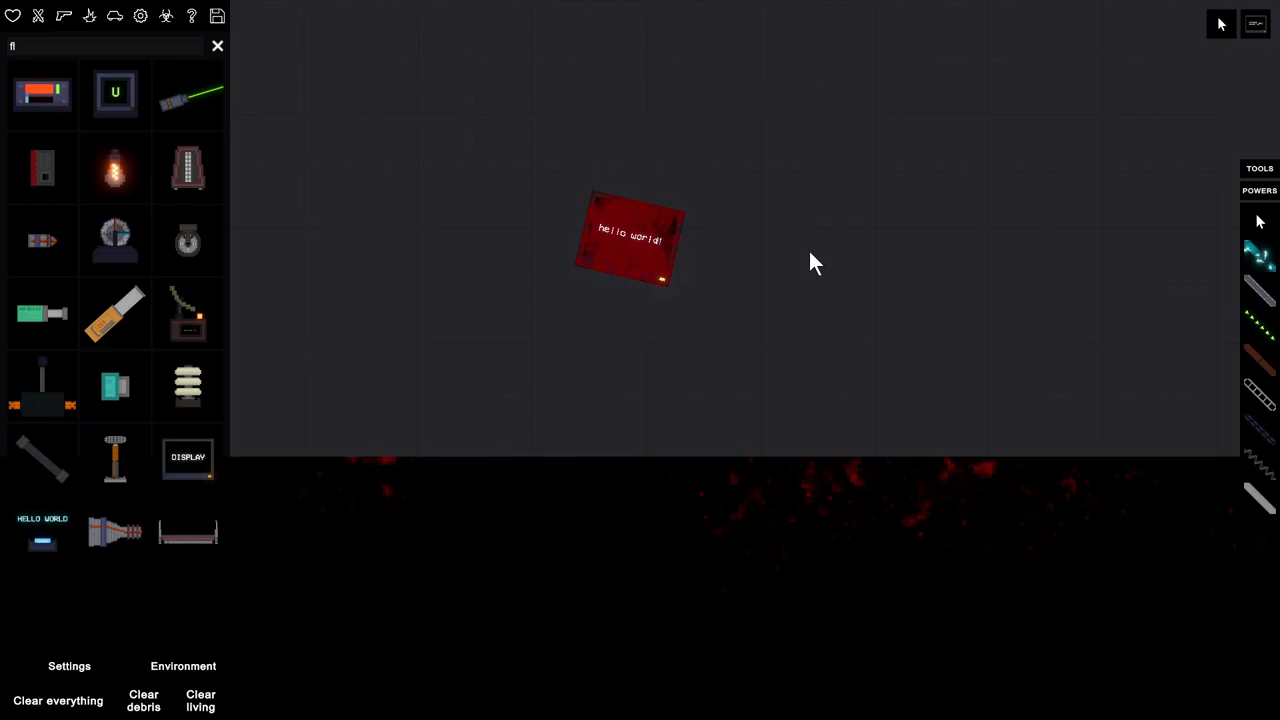 fl
TOOLS
POWERS
U
hello world!
DISPLAY
HELLO WORLD
Settings
Environment
Clear everything
Clear debris
Clear living